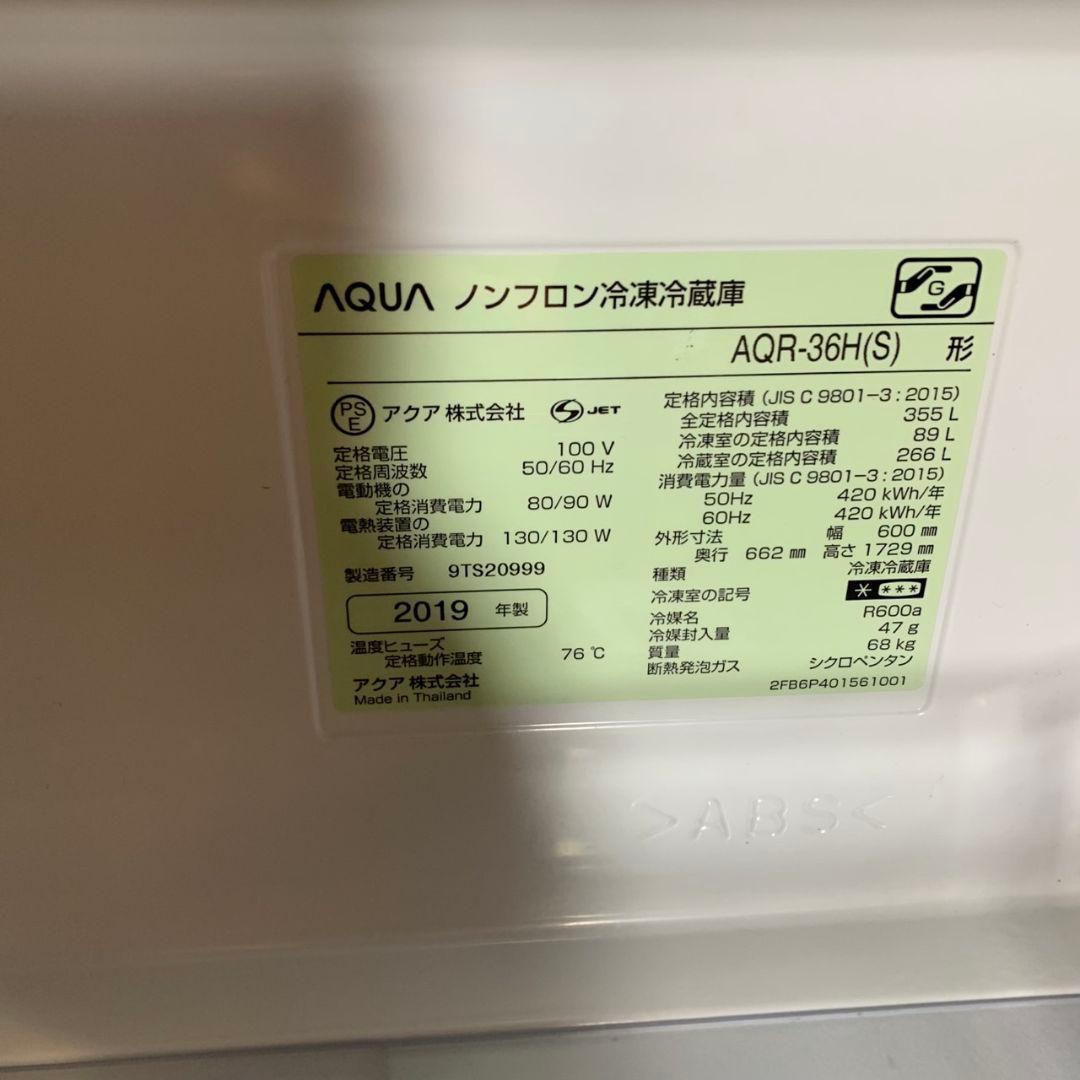 AQUA ノンフロン冷凍冷蔵庫
G
AQR-36H(S) 形
PS
E
アクア 株式会社
S JET
定格電圧 100 V
定格周波数 50/60 Hz
電動機の
定格消費電力 80/90 W
電熱装置の
定格消費電力 130/130 W
製造番号 9TS20999
2019 年製
温度ヒューズ
定格動作温度 76 ℃
アクア 株式会社
Made in Thailand
定格内容積 (JIS C 9801-3 : 2015)
全定格内容積 355 L
冷凍室の定格内容積 89 L
冷蔵室の定格内容積 266 L
消費電力量 (JIS C 9801-3 : 2015)
50Hz 420 kWh/年
60Hz 420 kWh/年
外形寸法 幅 600 ㎜
奥行 662 ㎜ 高さ 1729 ㎜
種類 冷凍冷蔵庫
冷凍室の記号 * ***
冷媒名 R600a
冷媒封入量 47 g
質量 68 kg
断熱発泡ガス シクロペンタン
2FB6P401561001
>ABS<